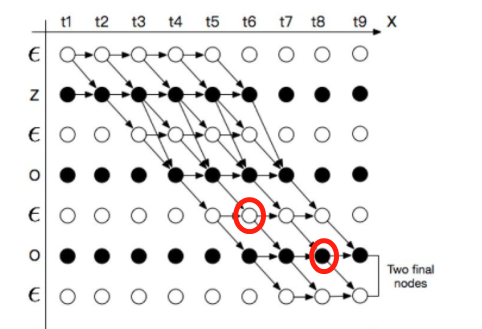 t1 t2 t3 t4 t5 t6 t7 t8 t9 X
ϵ
z
ϵ
o
ϵ
o
ϵ
Two final
nodes